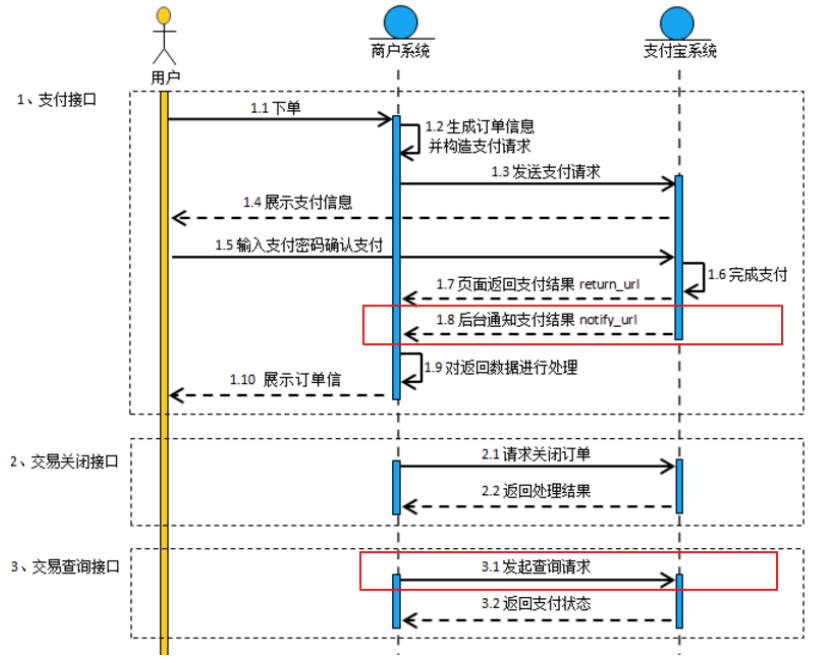 用户
商户系统
支付宝系统
1、支付接口
1.1 下单
1.2 生成订单信息
并构造支付请求
1.3 发送支付请求
1.4 展示支付信息
1.5 输入支付密码确认支付
1.6 完成支付
1.7 页面返回支付结果 return_url
1.8 后台通知支付结果 notify_url
1.9 对返回数据进行处理
1.10 展示订单信
2、交易关闭接口
2.1 请求关闭订单
2.2 返回处理结果
3、交易查询接口
3.1 发起查询请求
3.2 返回支付状态